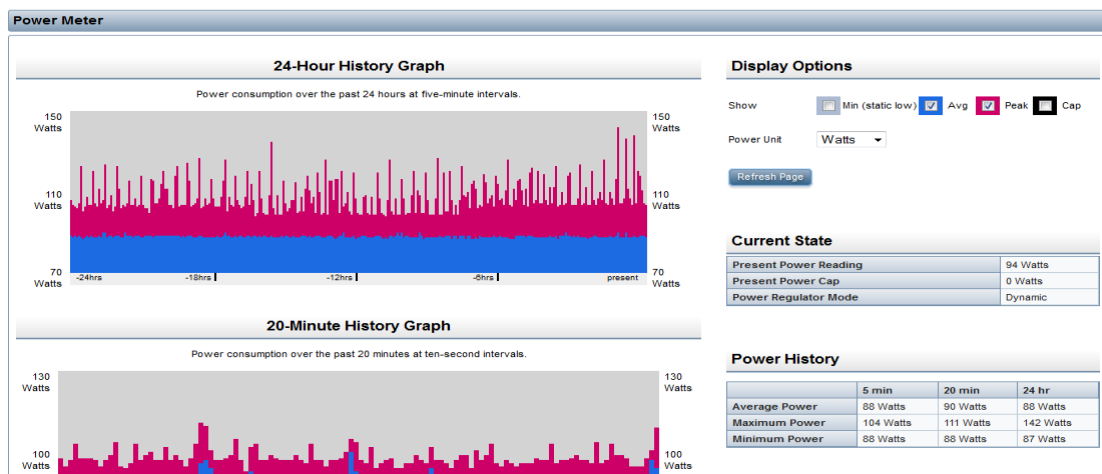 Power Meter
24-Hour History Graph
Power consumption over the past 24 hours at five-minute intervals.
150
Watts
110
Watts
70
Watts
-24hrs -18hrs -12hrs -6hrs present
150
Watts
110
Watts
70
Watts
20-Minute History Graph
Power consumption over the past 20 minutes at ten-second intervals.
130
Watts
100
Watts
130
Watts
100
Watts
Display Options
Show Min (static low) Avg Peak Cap
Power Unit Watts
Refresh Page
Current State
Present Power Reading 94 Watts
Present Power Cap 0 Watts
Power Regulator Mode Dynamic
Power History
5 min 20 min 24 hr
Average Power 88 Watts 90 Watts 88 Watts
Maximum Power 104 Watts 111 Watts 142 Watts
Minimum Power 88 Watts 88 Watts 87 Watts